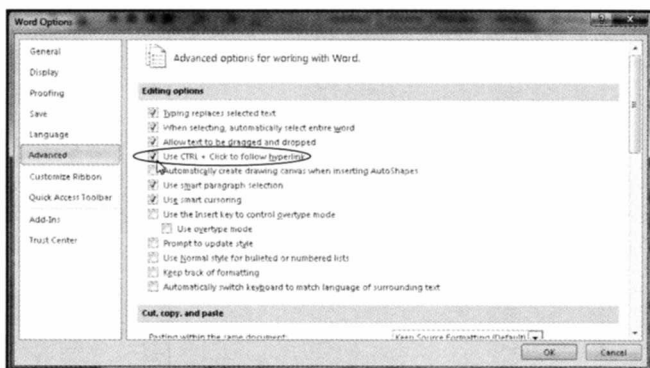 Word Options
General
Display
Proofing
Save
Language
Advanced
Customize Ribbon
Quick Access Toolbar
Add-Ins
Trust Center
Advanced options for working with Word.
Editing options
Typing replaces selected text
When selecting, automatically select entire word
Allow text to be dragged and dropped
Use CTRL + Click to follow hyperlink
Automatically create drawing canvas when inserting AutoShapes
Use smart paragraph selection
Use smart cursoring
Use the Insert key to control overtype mode
Use overtype mode
Prompt to update style
Use Normal style for bulleted or numbered lists
Keep track of formatting
Automatically switch keyboard to match language of surrounding text
Cut, copy, and paste
Pasting within the same document:
Keep Source Formatting (Default)
OK
Cancel